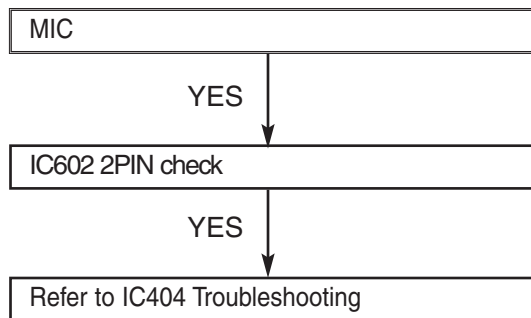 MIC
YES
IC602 2PIN check
YES
Refer to IC404 Troubleshooting